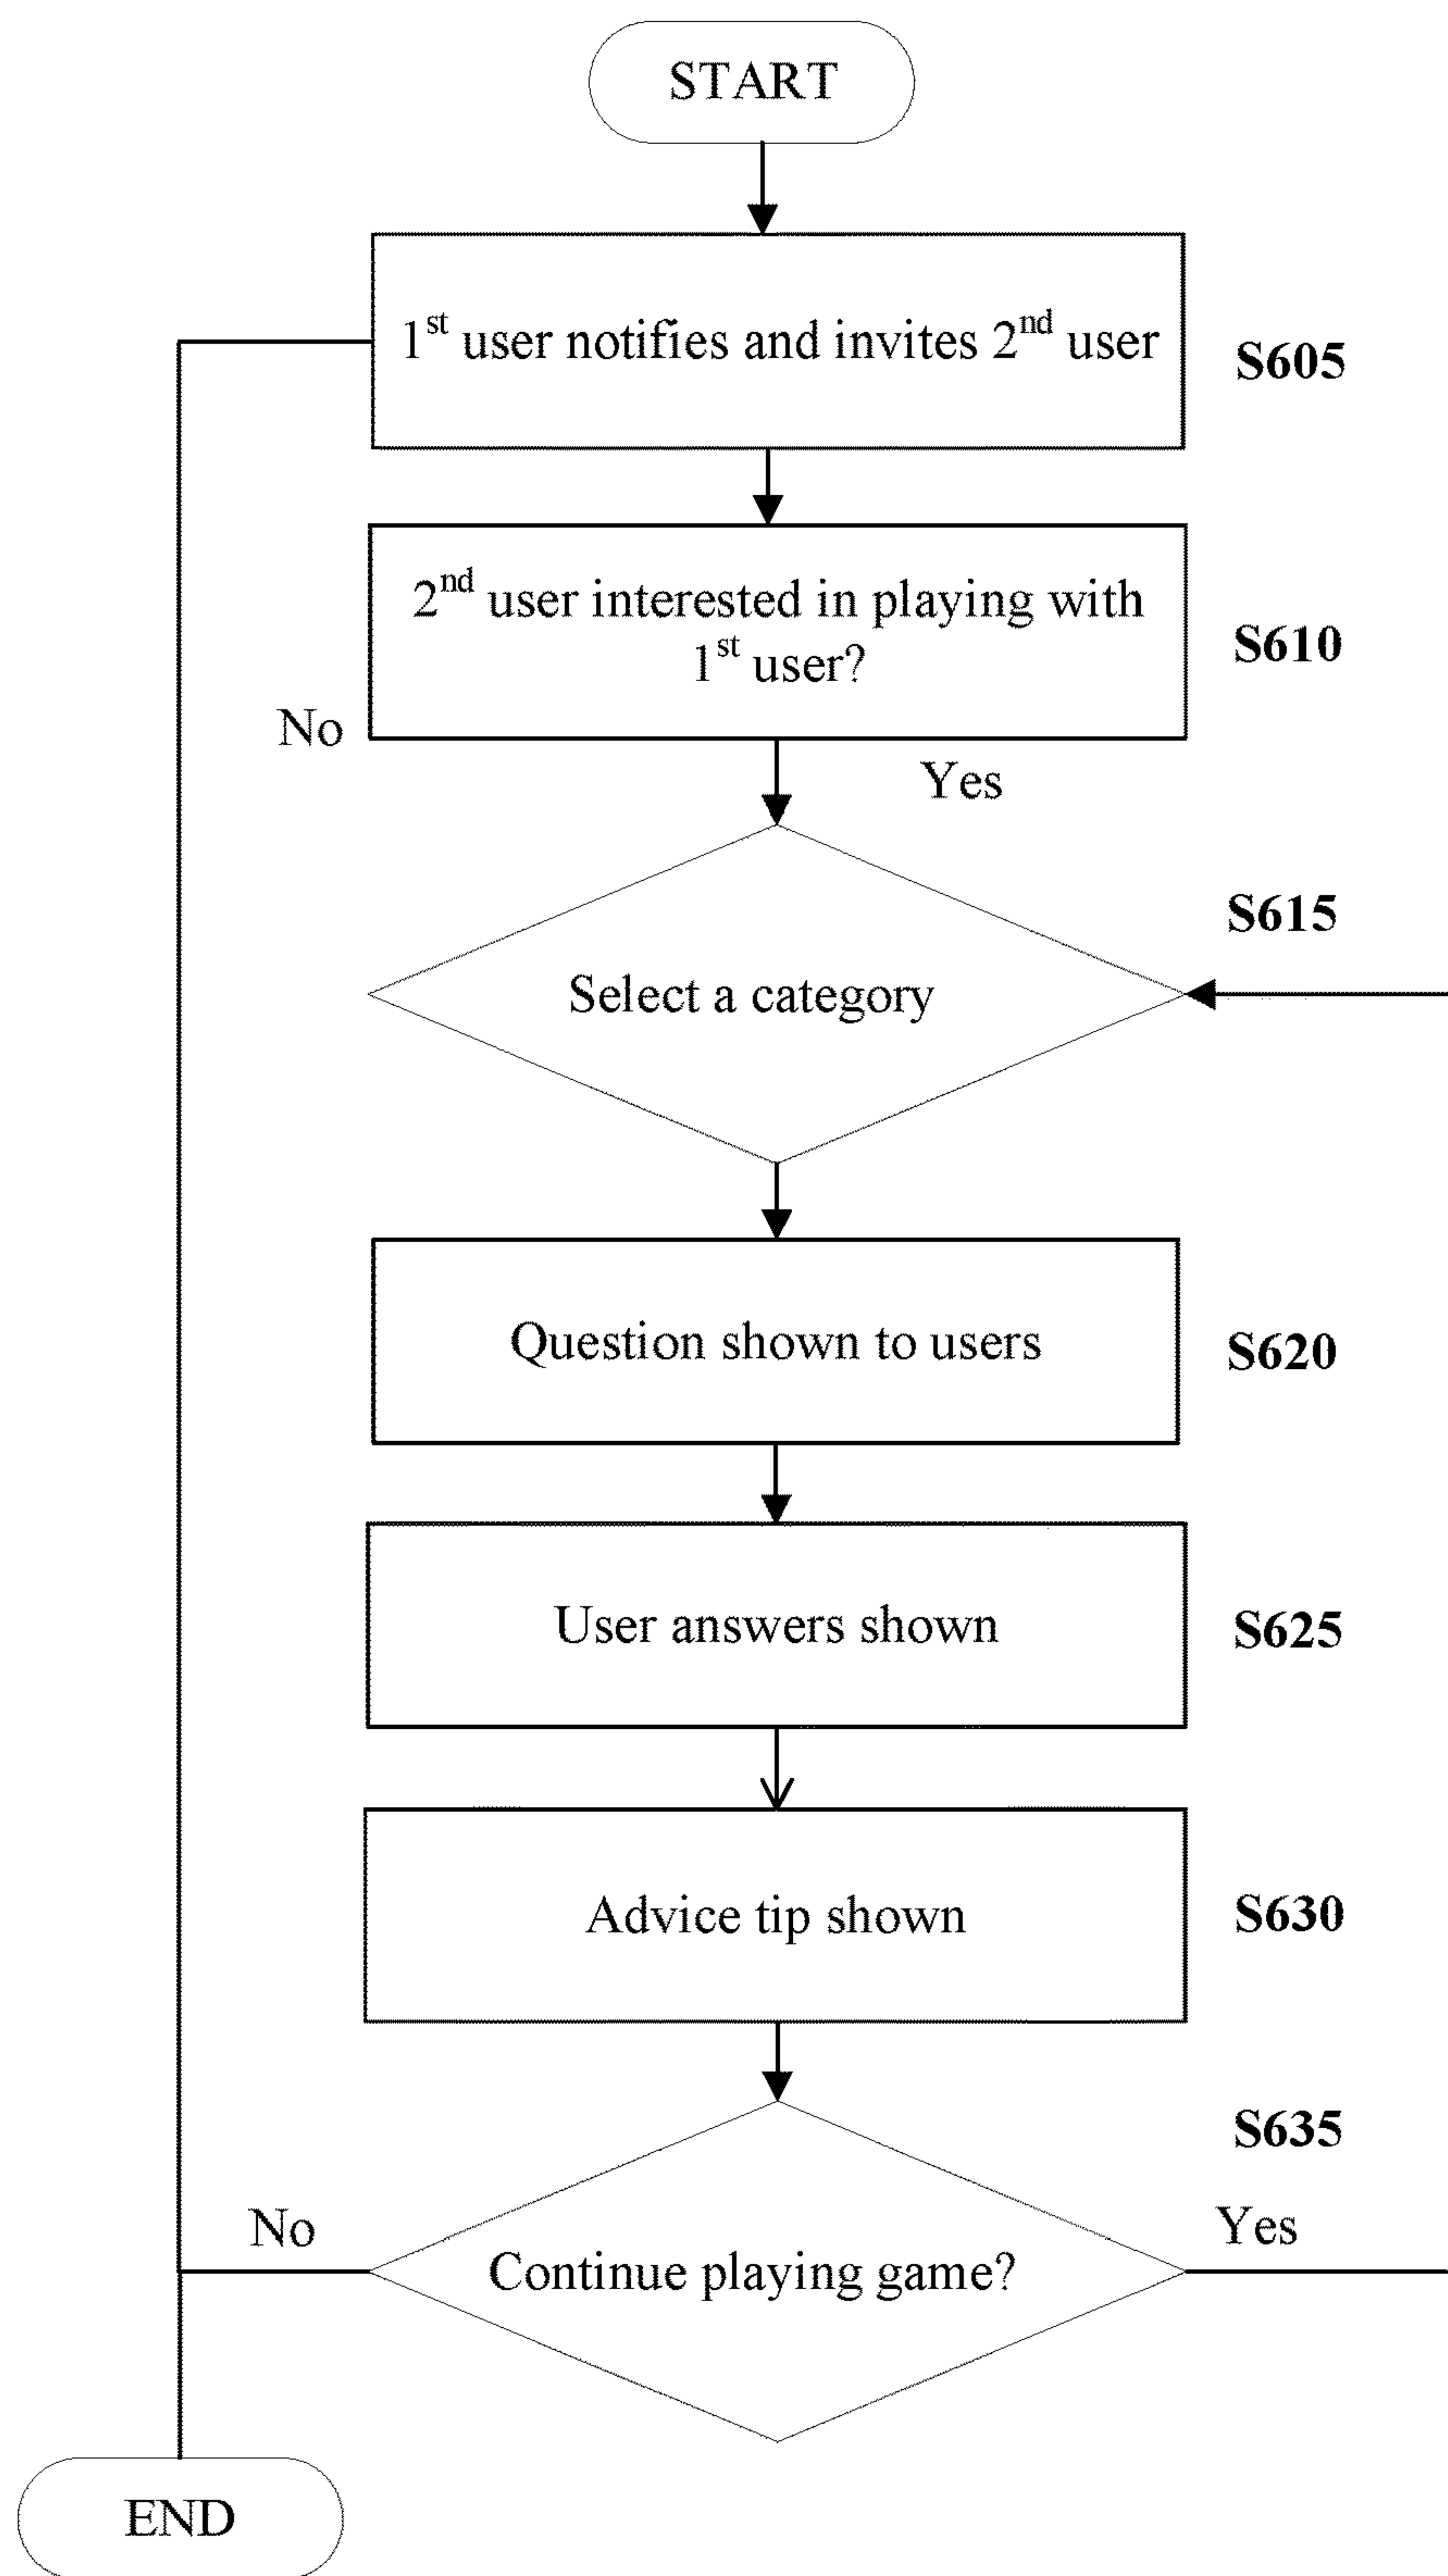 START
1st user notifies and invites 2nd user
S605
2nd user interested in playing with
1st user?
S610
No
Yes
S615
Select a category
Question shown to users
S620
User answers shown
S625
Advice tip shown
S630
S635
No
Yes
Continue playing game?
END